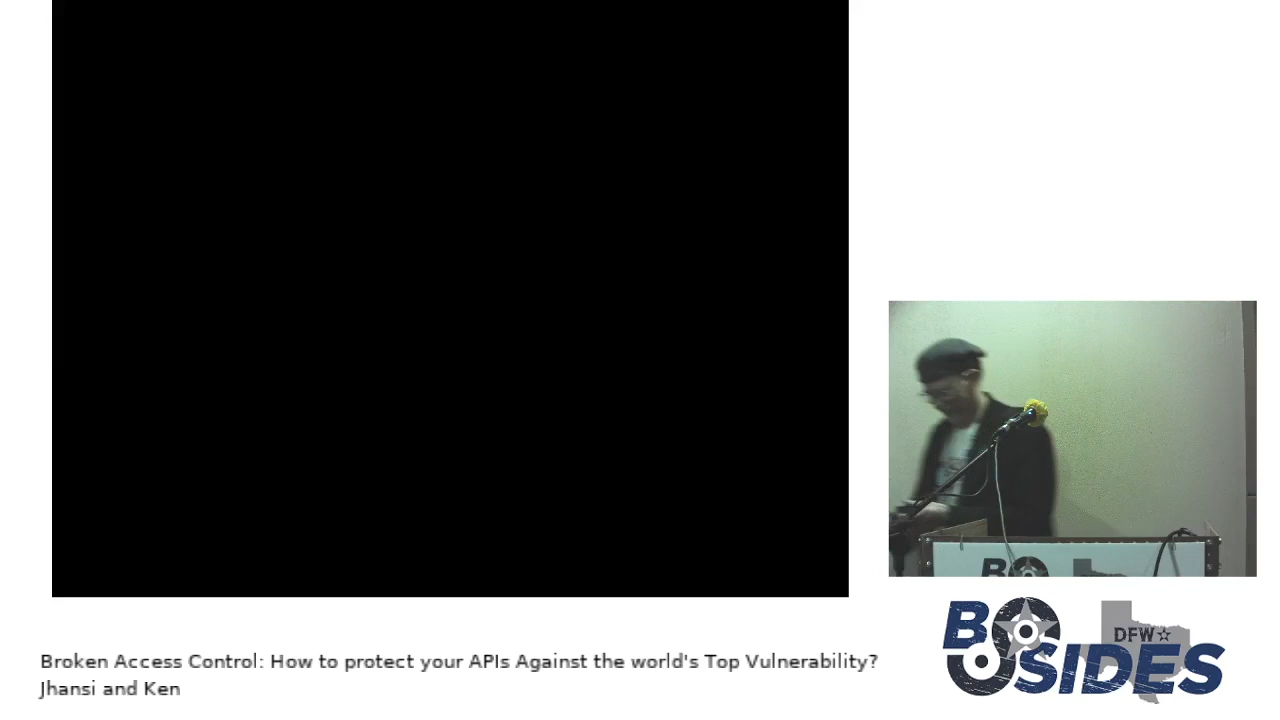 B
Broken Access Control: How to protect your APIs Against the world's Top Vulnerability?
Jhansi and Ken
BSIDES
DFW